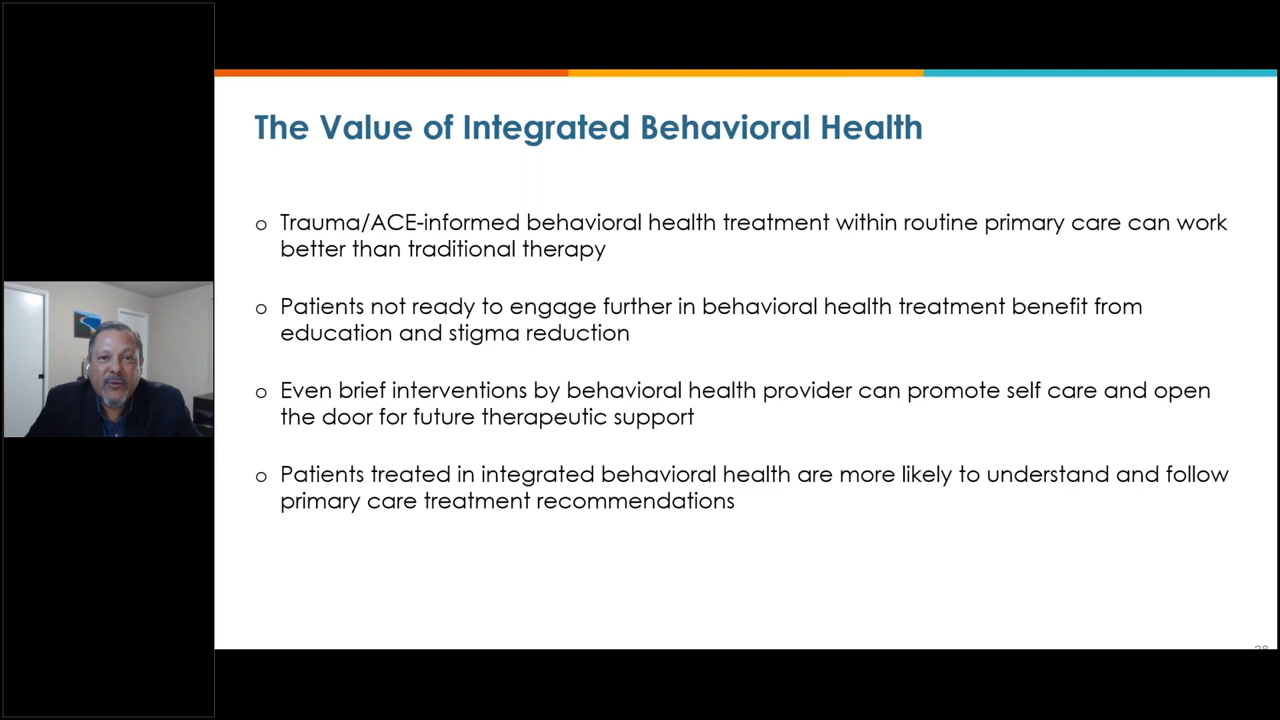 The Value of Integrated Behavioral Health
o Trauma/ACE-informed behavioral health treatment within routine primary care can work
better than traditional therapy
o Patients not ready to engage further in behavioral health treatment benefit from
education and stigma reduction
o Even brief interventions by behavioral health provider can promote self care and open
the door for future therapeutic support
o Patients treated in integrated behavioral health are more likely to understand and follow
primary care treatment recommendations